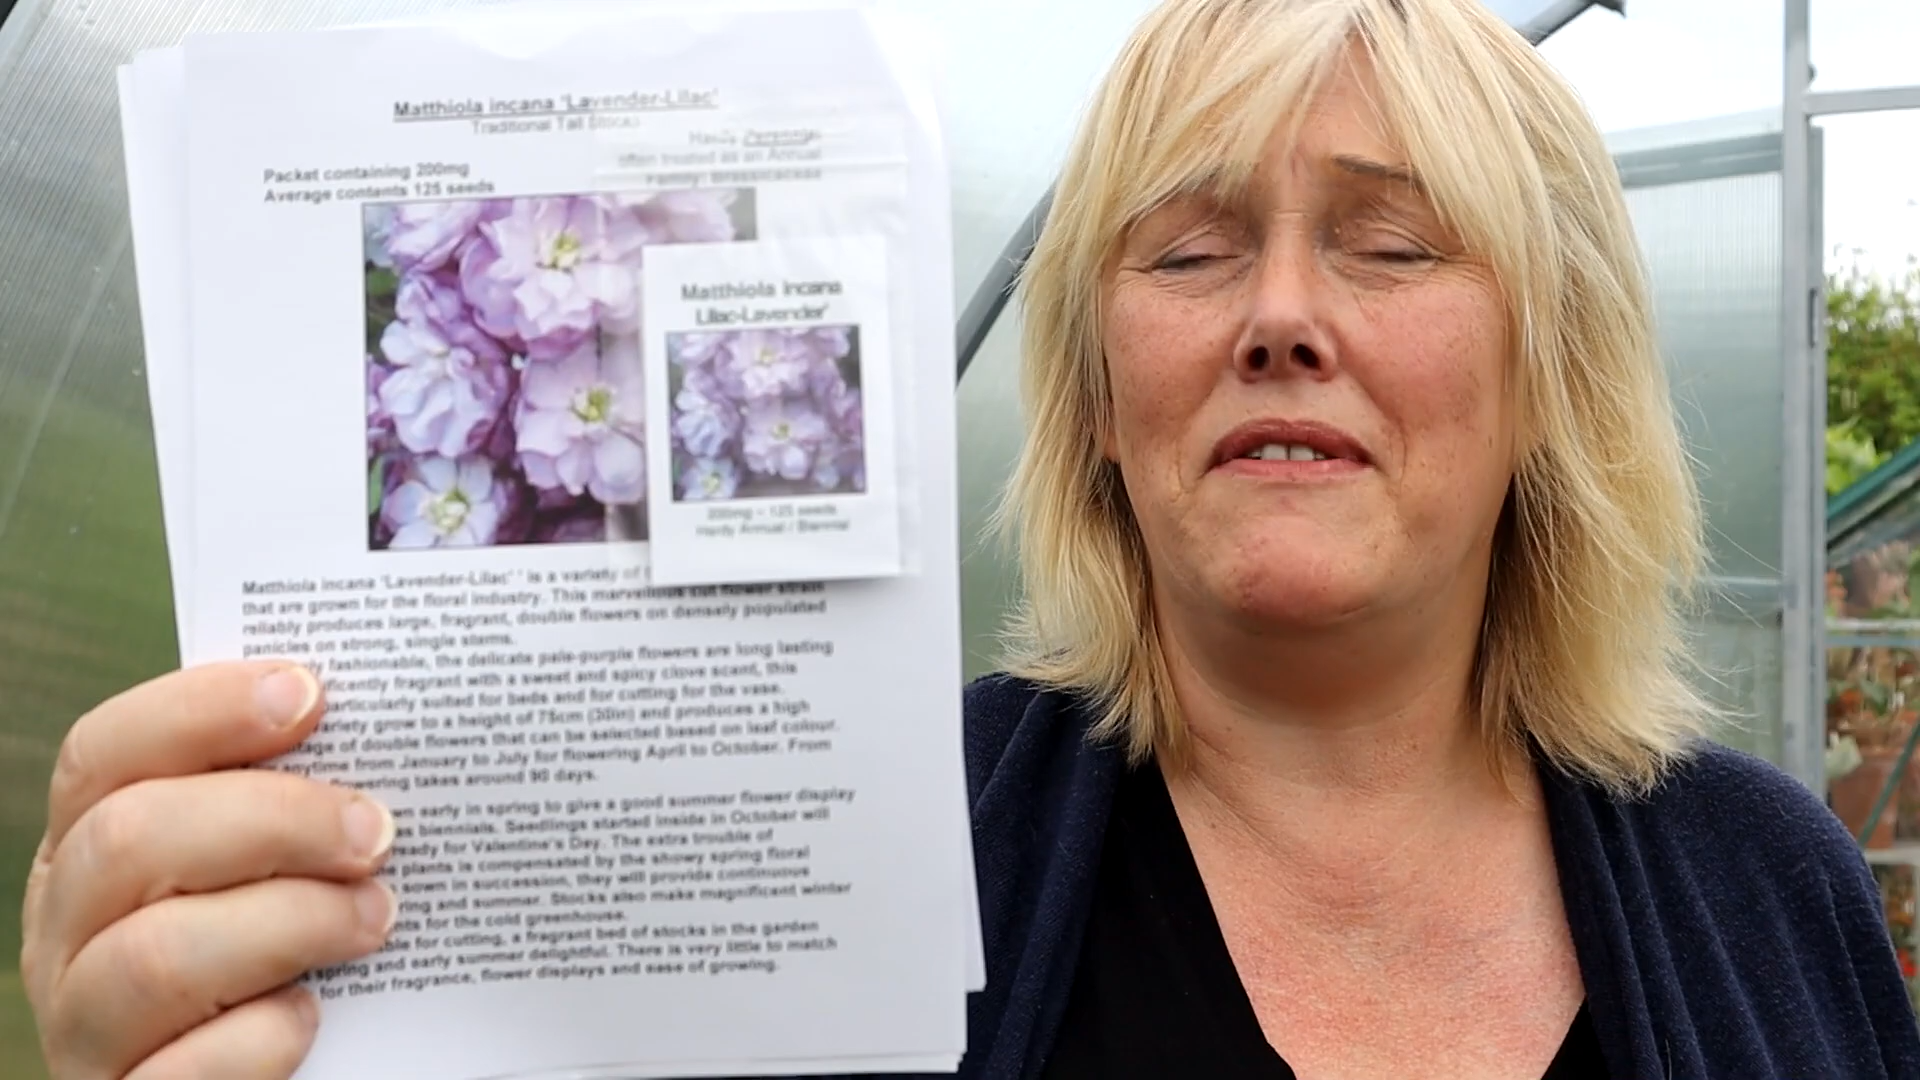 Matthiola incana 'Lavender-Lilac'
Traditional Tall Stocks
Hardy Perennial
often treated as an Annual
Family: Brassicaceae
Packet containing 200mg
Average contents 125 seeds
Matthiola incana
Lilac-Lavender'
200mg ~ 125 seeds
Hardy Annual / Biennial
Matthiola incana 'Lavender-Lilac' ' is a variety of
that are grown for the floral industry. This marvellous cut flower strain
reliably produces large, fragrant, double flowers on densely populated
panicles on strong, single stems.
fashionable, the delicate pale-purple flowers are long lasting
fragrant with a sweet and spicy clove scent, this
particularly suited for beds and for cutting for the vase.
variety grow to a height of 75cm (30in) and produces a high
of double flowers that can be selected based on leaf colour.
anytime from January to July for flowering April to October. From
flowering takes around 90 days.
early in spring to give a good summer flower display
as biennials. Seedlings started inside in October will
ready for Valentine's Day. The extra trouble of
plants is compensated by the showy spring floral
sown in succession, they will provide continuous
and summer. Stocks also make magnificent winter
for the cold greenhouse.
for cutting, a fragrant bed of stocks in the garden
spring and early summer delightful. There is very little to match
for their fragrance, flower displays and ease of growing.